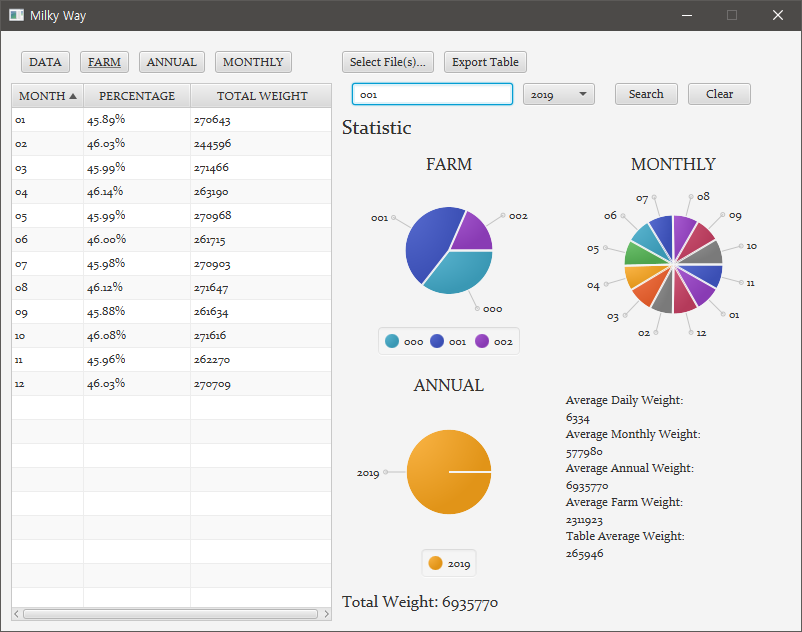 Milky Way
DATA FARM ANNUAL MONTHLY Select File(s)... Export Table
001 2019 Search Clear
MONTH PERCENTAGE TOTAL WEIGHT
01 45.89% 270643
02 46.03% 244596
03 45.99% 271466
04 46.14% 263190
05 45.99% 270968
06 46.00% 261715
07 45.98% 270903
08 46.12% 271647
09 45.88% 261634
10 46.08% 271616
11 45.96% 262270
12 46.03% 270709
Statistic
FARM
001
002
000
000 001 002
MONTHLY
07 08
06 09
05 10
04 11
03 01
02 12
ANNUAL
2019
2019
Average Daily Weight:
6334
Average Monthly Weight:
577980
Average Annual Weight:
6935770
Average Farm Weight:
2311923
Table Average Weight:
265946
Total Weight: 6935770